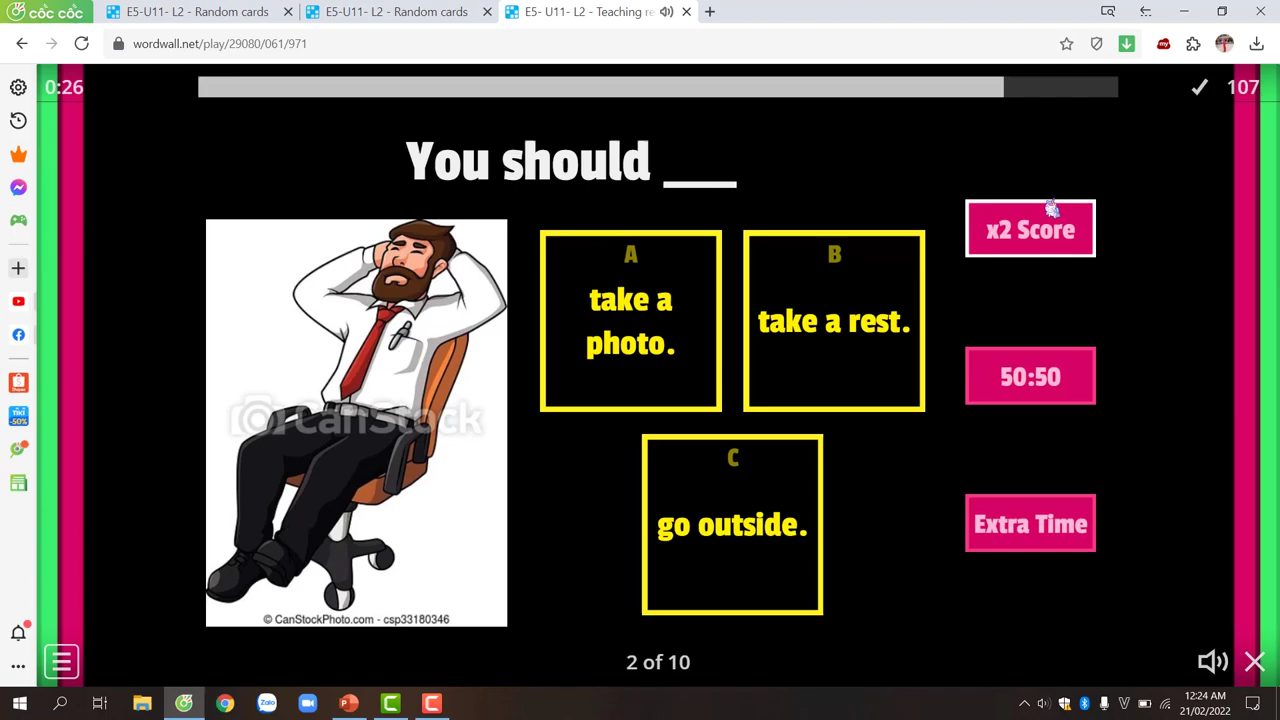 cốc cốc
E5-U11- L2 - Random cards
E5-U11- L2 - Random cards
E5- U11- L2 - Teaching re
wordwall.net/play/29080/061/971
0:26
107
You should ___
x2 Score
A
take a
photo.
B
take a rest.
50:50
CanStock
C
go outside.
Extra Time
© CanStockPhoto.com - csp33180346
2 of 10
12:24 AM
21/02/2022